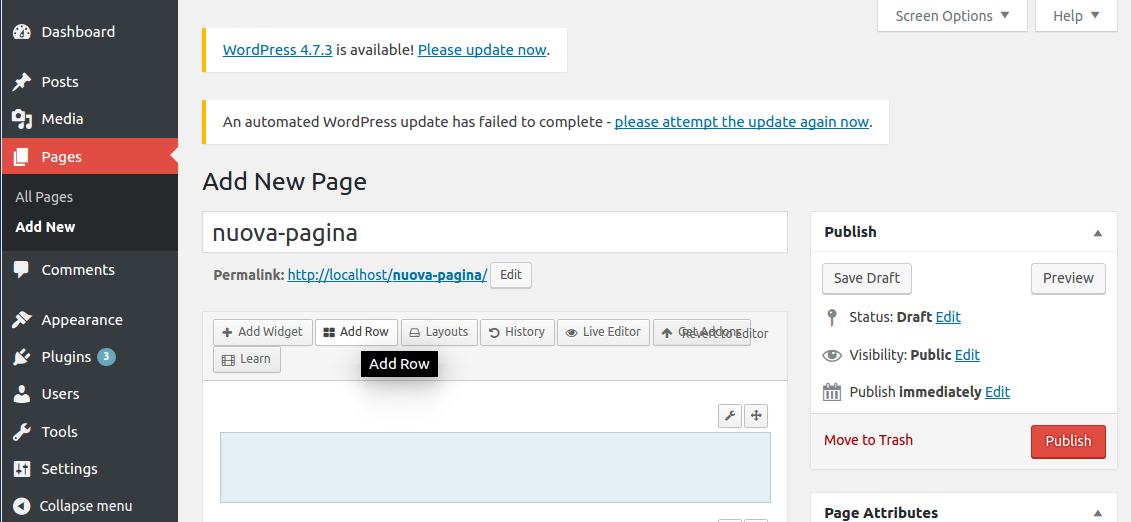 Dashboard
Posts
Media
Pages
All Pages
Add New
Comments
Appearance
Plugins 3
Users
Tools
Settings
Collapse menu
Screen Options
Help
WordPress 4.7.3 is available! Please update now.
An automated WordPress update has failed to complete - please attempt the update again now.
Add New Page
nuova-pagina
Permalink: http://localhost/nuova-pagina/ Edit
Add Widget
Add Row
Layouts
History
Live Editor
Get Addons
Revert to Editor
Learn
Add Row
Publish
Save Draft
Preview
Status: Draft Edit
Visibility: Public Edit
Publish immediately Edit
Move to Trash
Publish
Page Attributes